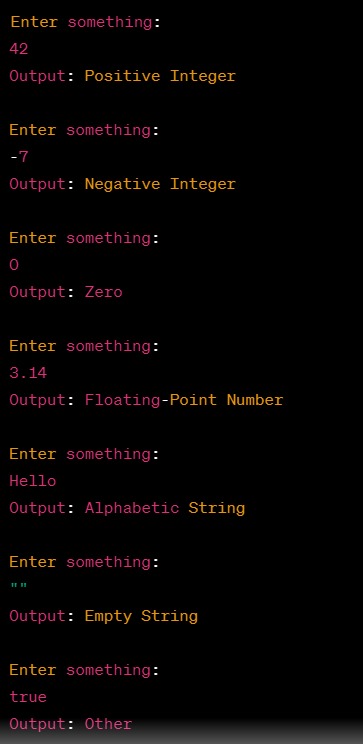 Enter something:
42
Output: Positive Integer
Enter something:
-7
Output: Negative Integer
Enter something:
0
Output: Zero
Enter something:
3.14
Output: Floating-Point Number
Enter something:
Hello
Output: Alphabetic String
Enter something:
""
Output: Empty String
Enter something:
true
Output: Other